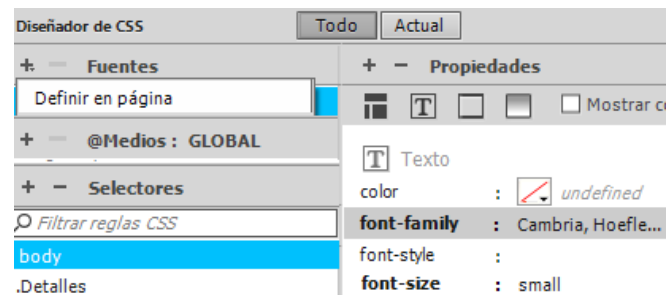 Diseñador de CSS Todo Actual
+ − Fuentes
Definir en página
+ − @Medios : GLOBAL
+ − Selectores
Filtrar reglas CSS
body
.Detalles
+ − Propiedades
T Mostrar
T Texto
color : undefined
font-family : Cambria, Hoefle...
font-style :
font-size : small